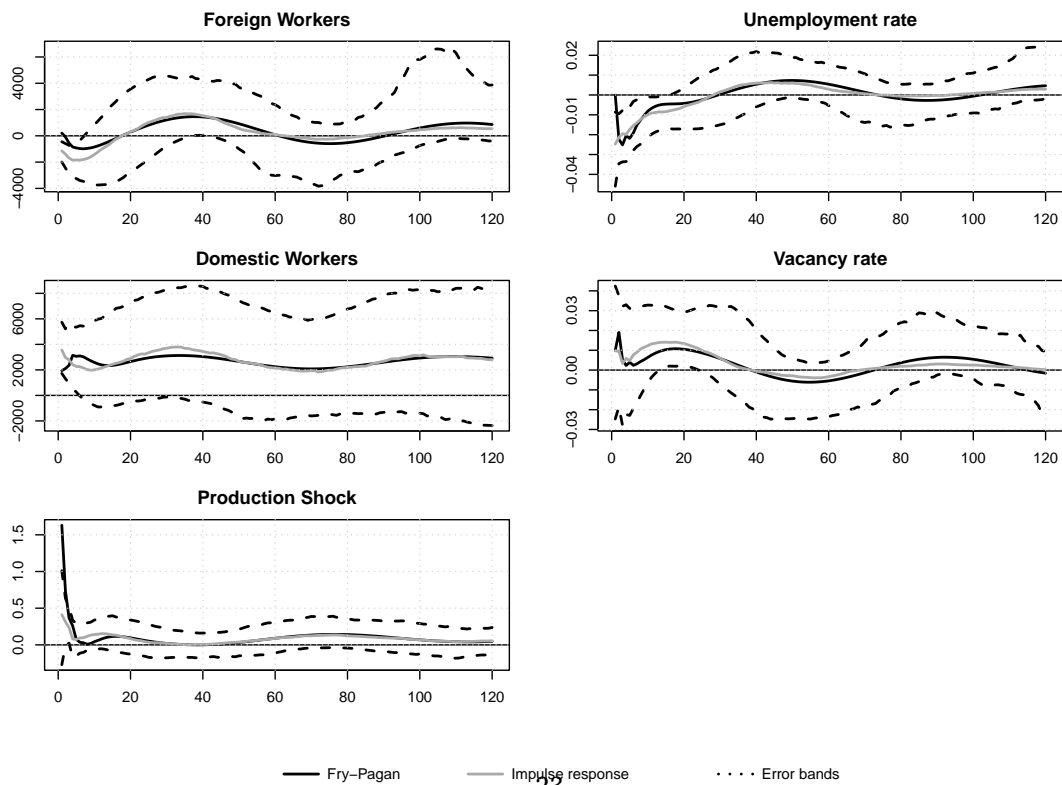 Foreign Workers
4000
0
−4000
0 20 40 60 80 100 120
Unemployment rate
0.02
−0.01
−0.04
0 20 40 60 80 100 120
Domestic Workers
6000
2000
−2000
0 20 40 60 80 100 120
Vacancy rate
0.03
0.00
−0.03
0 20 40 60 80 100 120
Production Shock
1.5
1.0
0.5
0.0
0 20 40 60 80 100 120
Fry−Pagan Impulse response Error bands